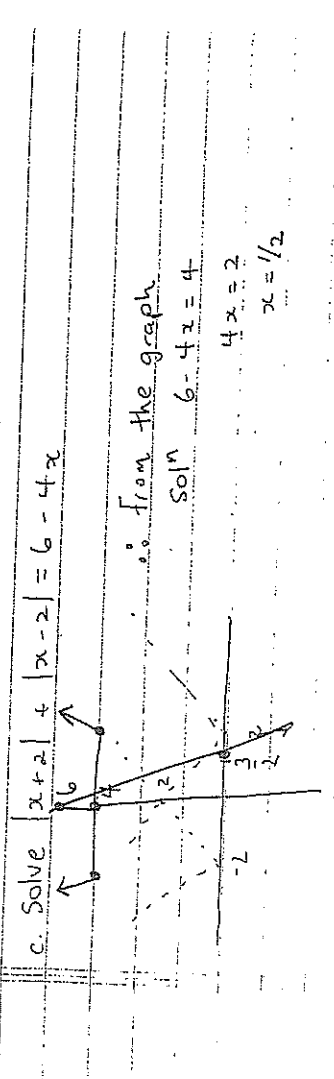 c. Solve |x+2| + |x-2| = 6 - 4x
6
4
∴ from the graph
2
solⁿ 6 - 4x = 4
-2 3/2 2
4x = 2
x = 1/2